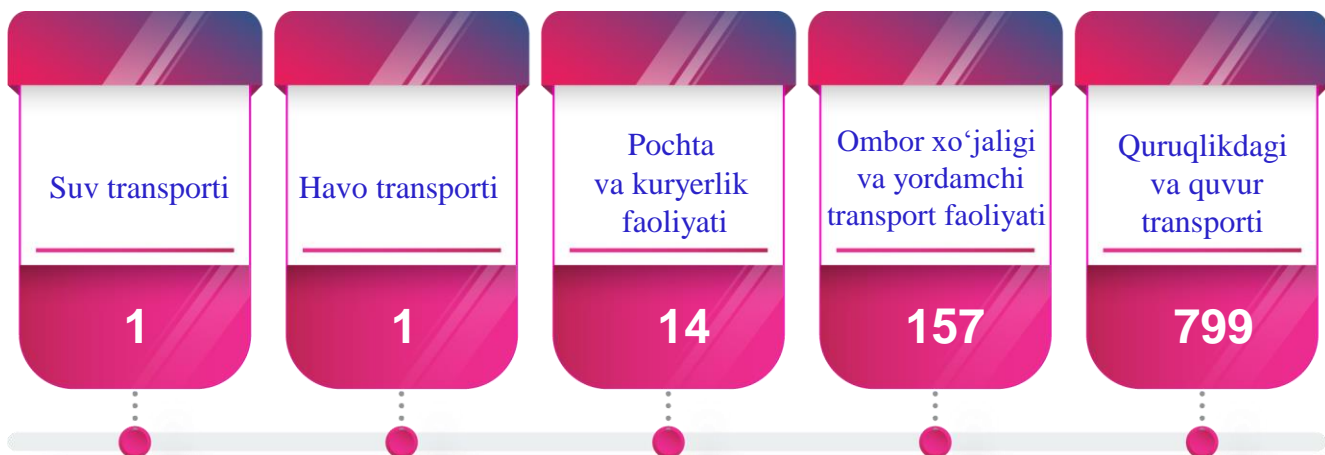 Suv transporti
1
Havo transporti
1
Pochta
va kuryerlik
faoliyati
14
Ombor xo‘jaligi
va yordamchi
transport faoliyati
157
Quruqlikdagi
va quvur
transporti
799